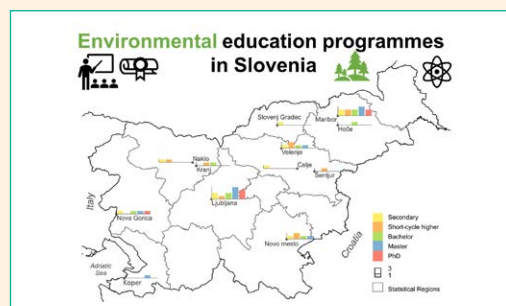 Environmental education programmes
in Slovenia
Slovenj Gradec
Maribor
Hoče
Velenje
Naklo
Kranj
Celje
Šentjur
Ljubljana
Nova Gorica
Novo mesto
Koper
Italy
Croatia
Adriatic
Sea
Secondary
Short-cycle higher
Bachelor
Master
PhD
3
1
Statistical Regions